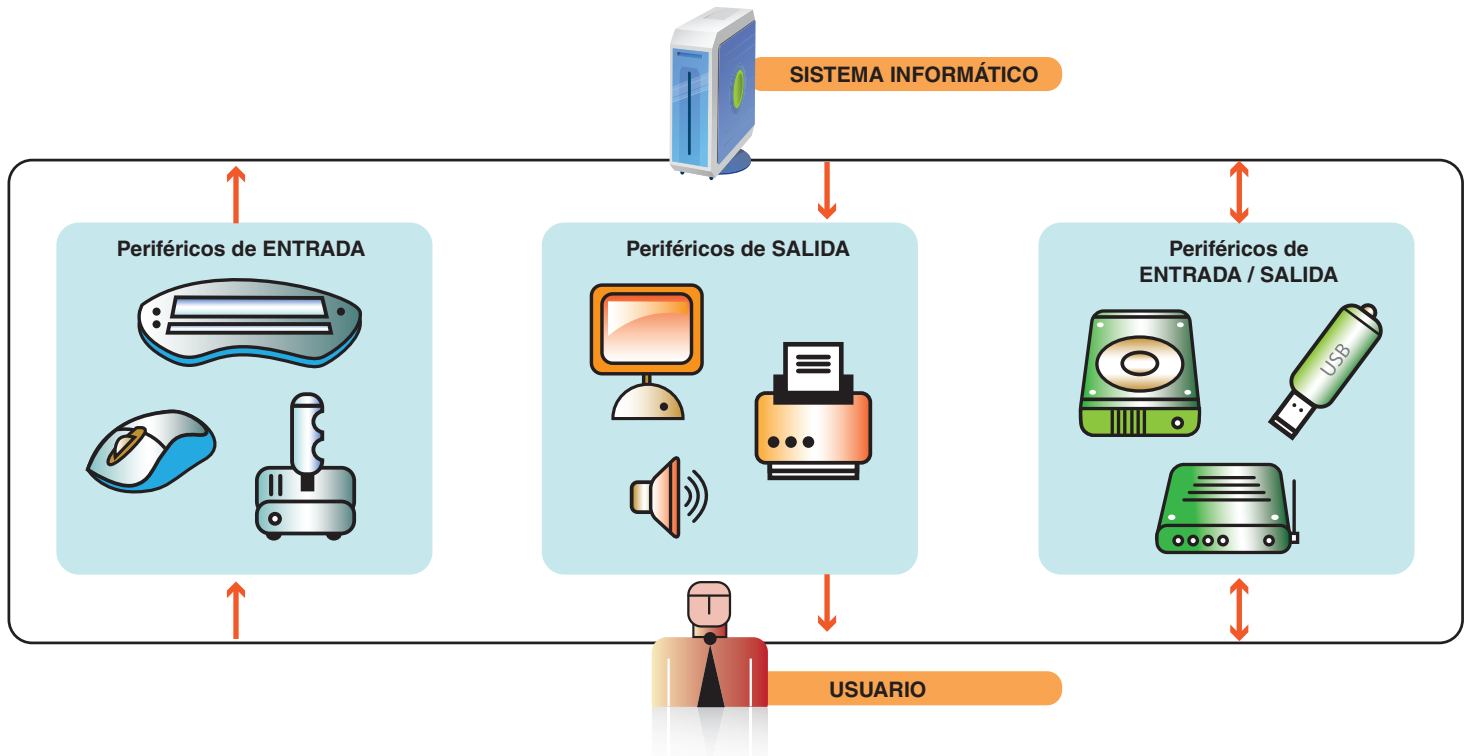 SISTEMA INFORMÁTICO
Periféricos de ENTRADA
Periféricos de SALIDA
Periféricos de
ENTRADA / SALIDA
USB
USUARIO